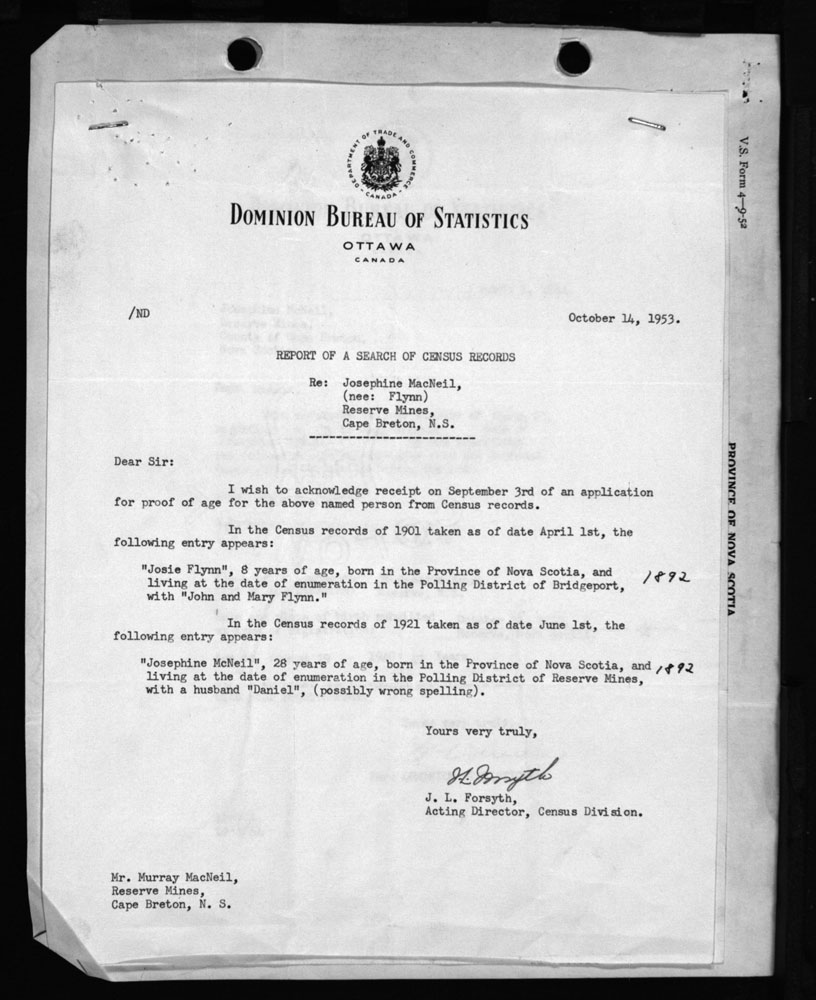 DEPARTMENT OF TRADE AND COMMERCE
CANADA
DOMINION BUREAU OF STATISTICS
OTTAWA
CANADA
/ND
October 14, 1953.
REPORT OF A SEARCH OF CENSUS RECORDS
Re: Josephine MacNeil,
(nee: Flynn)
Reserve Mines,
Cape Breton, N.S.
-------------------------
Dear Sir:
I wish to acknowledge receipt on September 3rd of an application
for proof of age for the above named person from Census records.
In the Census records of 1901 taken as of date April 1st, the
following entry appears:
"Josie Flynn", 8 years of age, born in the Province of Nova Scotia, and
living at the date of enumeration in the Polling District of Bridgeport,
with "John and Mary Flynn."
1892
In the Census records of 1921 taken as of date June 1st, the
following entry appears:
"Josephine McNeil", 28 years of age, born in the Province of Nova Scotia, and
living at the date of enumeration in the Polling District of Reserve Mines,
with a husband "Daniel", (possibly wrong spelling).
1892
Yours very truly,
J. L. Forsyth,
Acting Director, Census Division.
Mr. Murray MacNeil,
Reserve Mines,
Cape Breton, N. S.
V.S. Form 4—9-52
PROVINCE OF NOVA SCOTIA